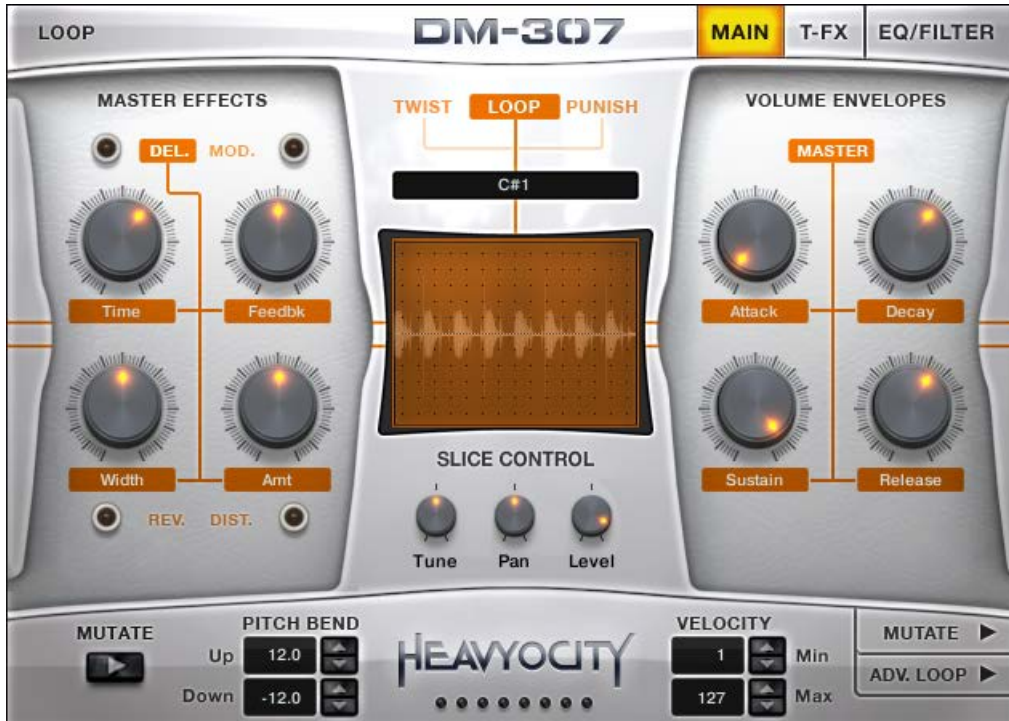 LOOP
DM-307
MAIN
T-FX
EQ/FILTER
MASTER EFFECTS
DEL.
MOD.
Time
Feedbk
Width
Amt
REV.
DIST.
TWIST
LOOP
PUNISH
C#1
SLICE CONTROL
Tune
Pan
Level
VOLUME ENVELOPES
MASTER
Attack
Decay
Sustain
Release
MUTATE
PITCH BEND
Up
12.0
Down
-12.0
HEAVYOCITY
VELOCITY
1
Min
127
Max
MUTATE
ADV. LOOP